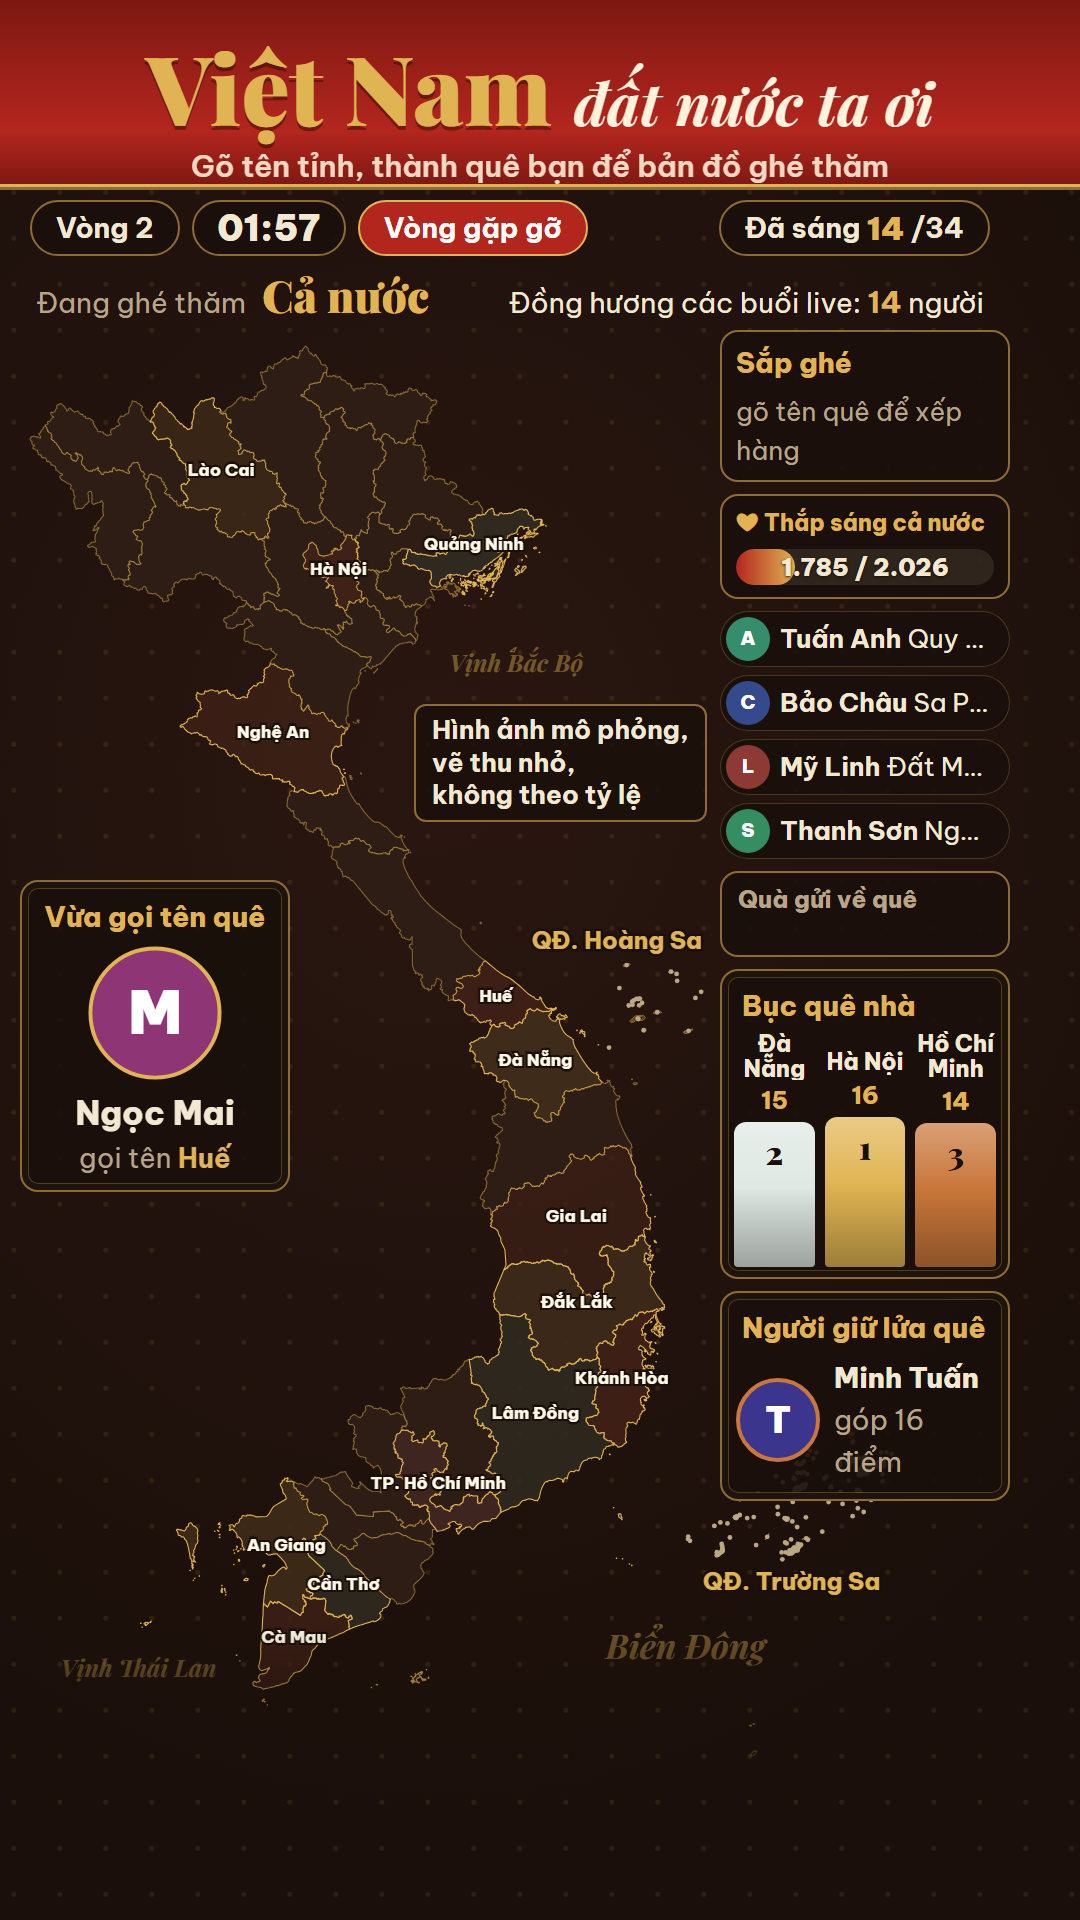 Việt Nam đất nước ta ơi
Gõ tên tỉnh, thành quê bạn để bản đồ ghé thăm
Vòng 2
01:57
Vòng gặp gỡ
Đã sáng 14 /34
Đang ghé thăm Cả nước
Đồng hương các buổi live: 14 người
Sắp ghé
gõ tên quê để xếp
hàng
Thắp sáng cả nước
1.785 / 2.026
A Tuấn Anh Quy ...
C Bảo Châu Sa P...
L Mỹ Linh Đất M...
S Thanh Sơn Ng...
Quà gửi về quê
Lào Cai
Quảng Ninh
Hà Nội
Vịnh Bắc Bộ
Nghệ An
Hình ảnh mô phỏng,
vẽ thu nhỏ,
không theo tỷ lệ
Vừa gọi tên quê
M
Ngọc Mai
gọi tên Huế
QĐ. Hoàng Sa
Huế
Đà Nẵng
Bục quê nhà
Đà
Nẵng
15
2
Hà Nội
16
1
Hồ Chí
Minh
14
3
Gia Lai
Đắk Lắk
Khánh Hòa
Lâm Đồng
TP. Hồ Chí Minh
Người giữ lửa quê
T
Minh Tuấn
góp 16
điểm
An Giang
Cần Thơ
Cà Mau
QĐ. Trường Sa
Biển Đông
Vịnh Thái Lan